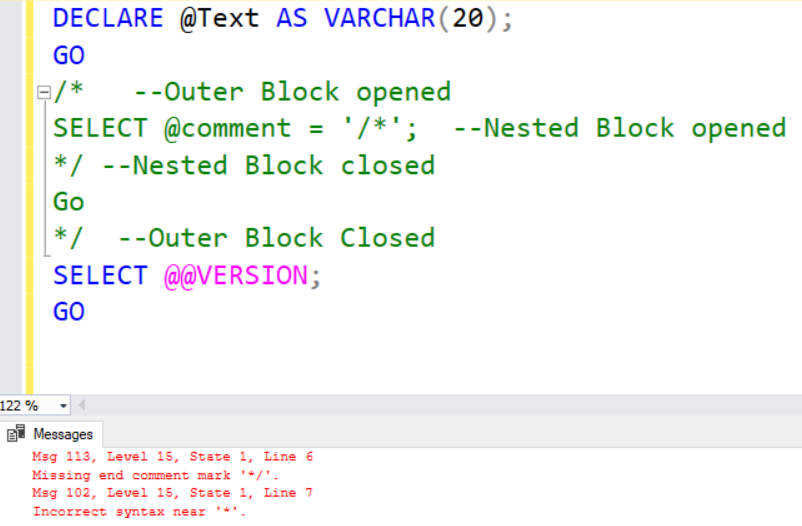 DECLARE @Text AS VARCHAR(20);
GO
/*   --Outer Block opened
SELECT @comment = '/*';  --Nested Block opened
*/ --Nested Block closed
Go
*/  --Outer Block Closed
SELECT @@VERSION;
GO
122 %
Messages
Msg 113, Level 15, State 1, Line 6
Missing end comment mark '*/'.
Msg 102, Level 15, State 1, Line 7
Incorrect syntax near '*'.